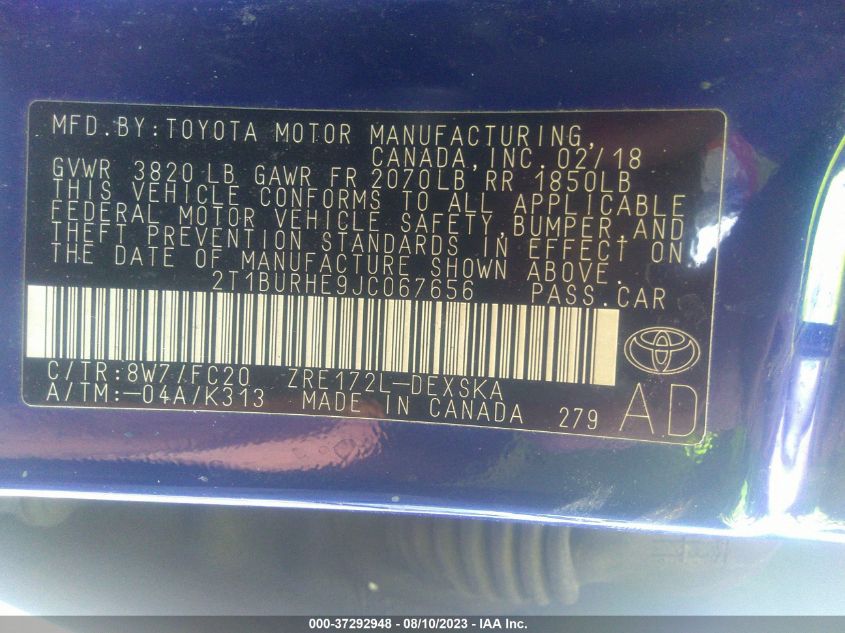 MFD.BY:TOYOTA MOTOR MANUFACTURING,
CANADA,INC. 02/18
GVWR 3820 LB GAWR FR 2070LB RR 1850LB
THIS VEHICLE CONFORMS TO ALL APPLICABLE
FEDERAL MOTOR VEHICLE SAFETY,BUMPER,AND
THEFT PREVENTION STANDARDS IN EFFECT ON
THE DATE OF MANUFACTURE SHOWN ABOVE.
2T1BURHE9JC067656 PASS.CAR
C/TR:8W7/FC20 ZRE172L-DEXSKA
A/TM:-04A/K313 MADE IN CANADA 279 AD
000-37292948 - 08/10/2023 - IAA Inc.